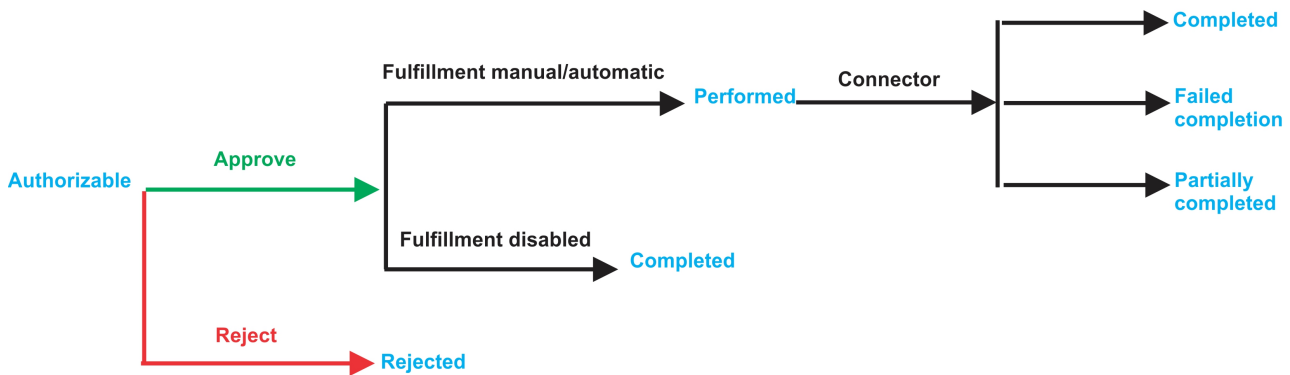 Completed
Fulfillment manual/automatic
Connector
Performed
Failed
completion
Approve
Authorizable
Partially
completed
Fulfillment disabled
Completed
Reject
Rejected